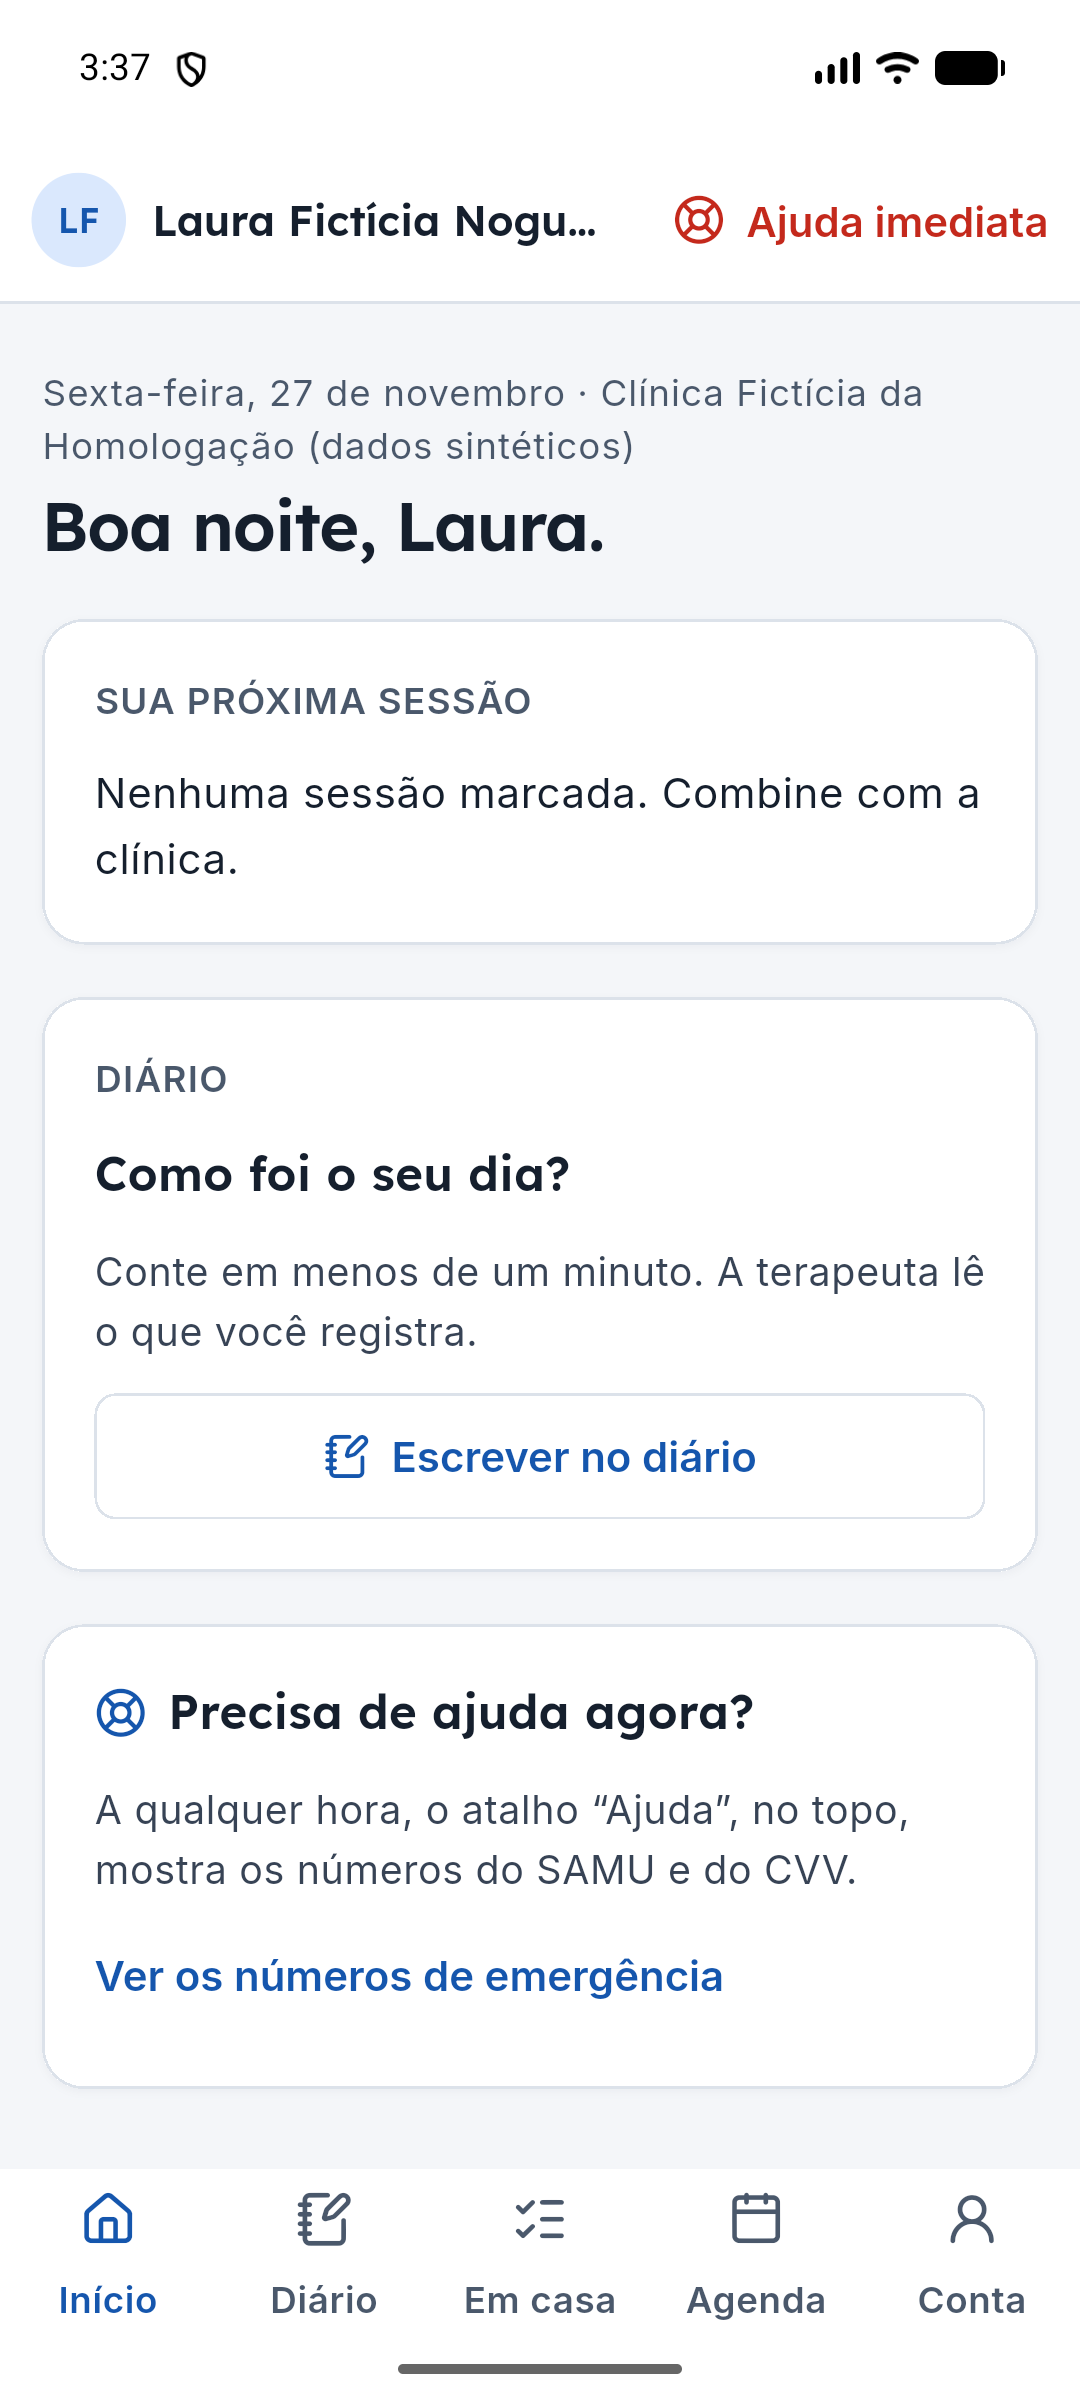 3:37
LF
Laura Fictícia Nogu...
Ajuda imediata
Sexta-feira, 27 de novembro · Clínica Fictícia da
Homologação (dados sintéticos)
Boa noite, Laura.
SUA PRÓXIMA SESSÃO
Nenhuma sessão marcada. Combine com a
clínica.
DIÁRIO
Como foi o seu dia?
Conte em menos de um minuto. A terapeuta lê
o que você registra.
Escrever no diário
Precisa de ajuda agora?
A qualquer hora, o atalho “Ajuda”, no topo,
mostra os números do SAMU e do CVV.
Ver os números de emergência
Início
Diário
Em casa
Agenda
Conta